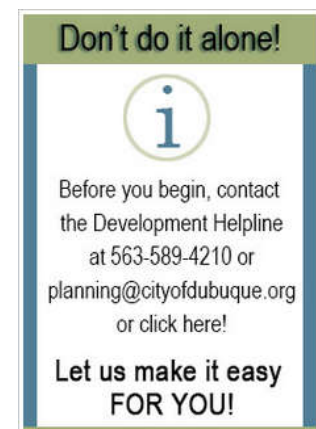 Don't do it alone!
i
Before you begin, contact
the Development Helpline
at 563-589-4210 or
planning@cityofdubuque.org
or click here!
Let us make it easy
FOR YOU!